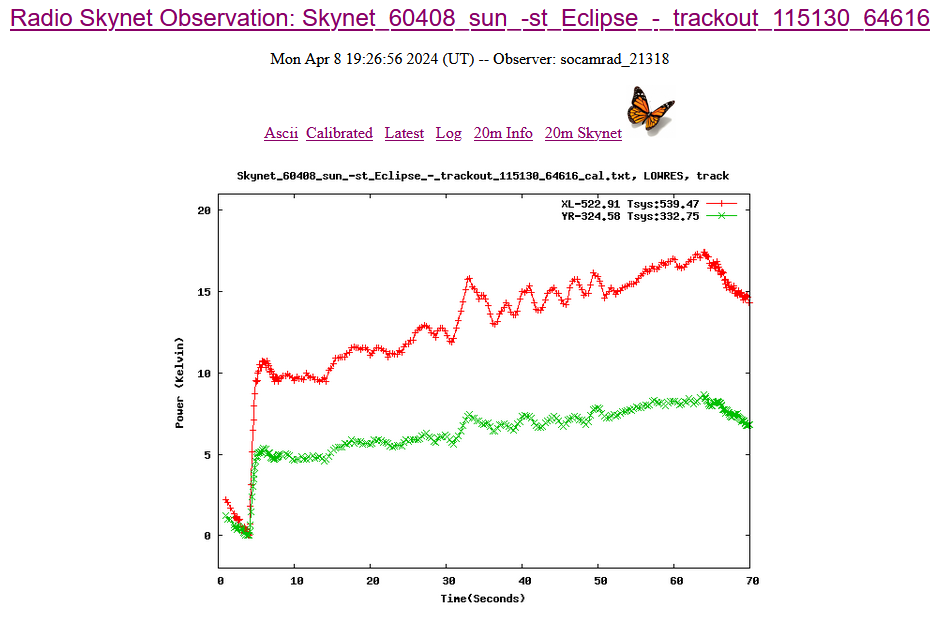 Radio Skynet Observation: Skynet_60408_sun_-st_Eclipse_-_trackout_115130_64616
Mon Apr 8 19:26:56 2024 (UT) -- Observer: socamrad_21318
Ascii Calibrated Latest Log 20m Info 20m Skynet
Skynet_60408_sun_-st_Eclipse_-_trackout_115130_64616_cal.txt, LOWRES, track
XL-522.91 Tsys:539.47
YR-324.58 Tsys:332.75
20
15
10
5
0
Power (Kelvin)
0 10 20 30 40 50 60 70
Time(Seconds)